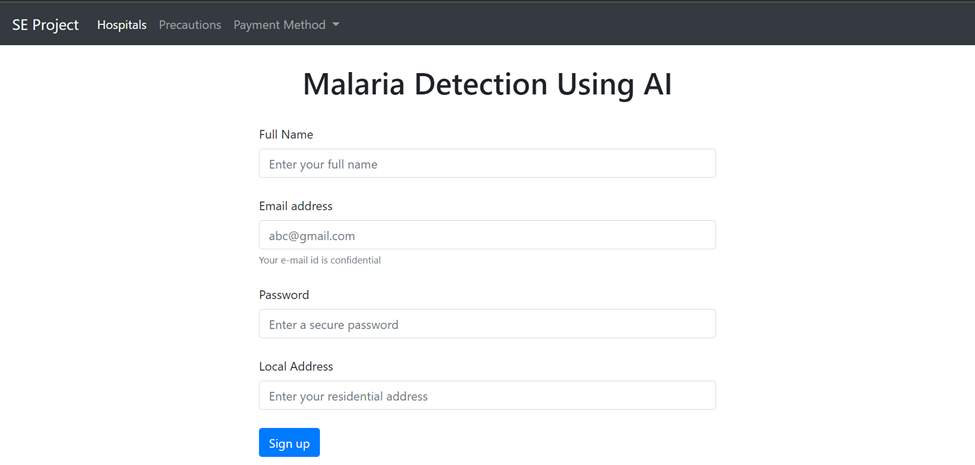 SE Project Hospitals Precautions Payment Method
Malaria Detection Using AI
Full Name
Enter your full name
Email address
abc@gmail.com
Your e-mail id is confidential
Password
Enter a secure password
Local Address
Enter your residential address
Sign up